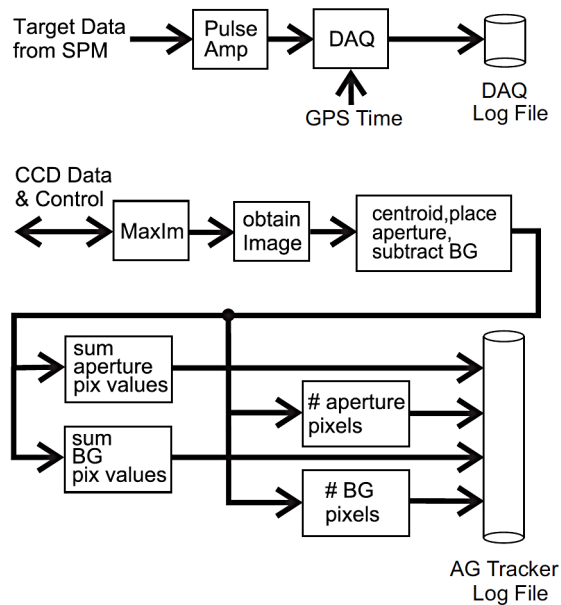 Target Data
from SPM
Pulse
Amp
DAQ
GPS Time
DAQ
Log File
CCD Data
& Control
MaxIm
obtain
Image
centroid,place
aperture,
subtract BG
sum
aperture
pix values
# aperture
pixels
sum
BG
pix values
# BG
pixels
AG Tracker
Log File